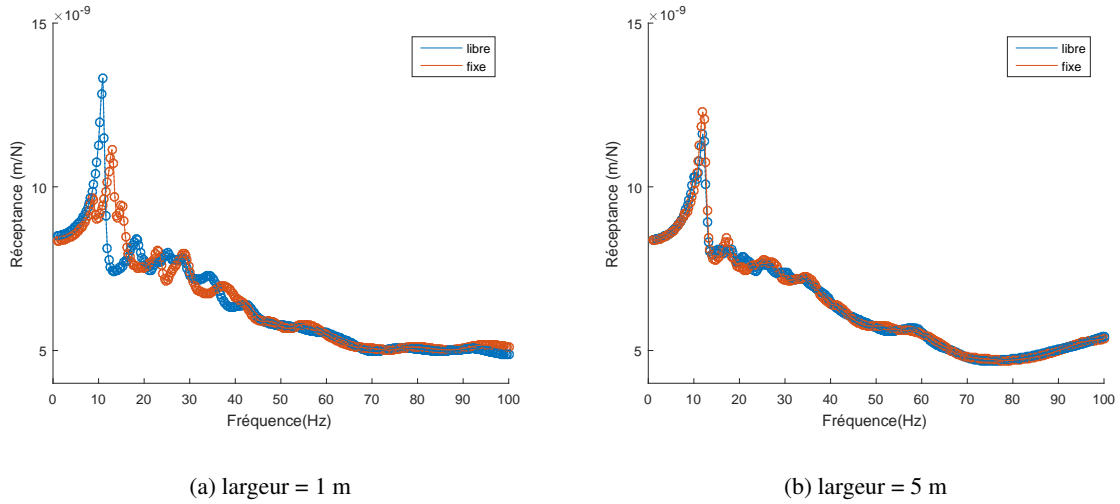 ×10⁻⁹
15
10
5
0 10 20 30 40 50 60 70 80 90 100
Réceptance (m/N)
Fréquence(Hz)
libre
fixe
(a) largeur = 1 m
×10⁻⁹
15
10
5
0 10 20 30 40 50 60 70 80 90 100
Réceptance (m/N)
Fréquence(Hz)
libre
fixe
(b) largeur = 5 m